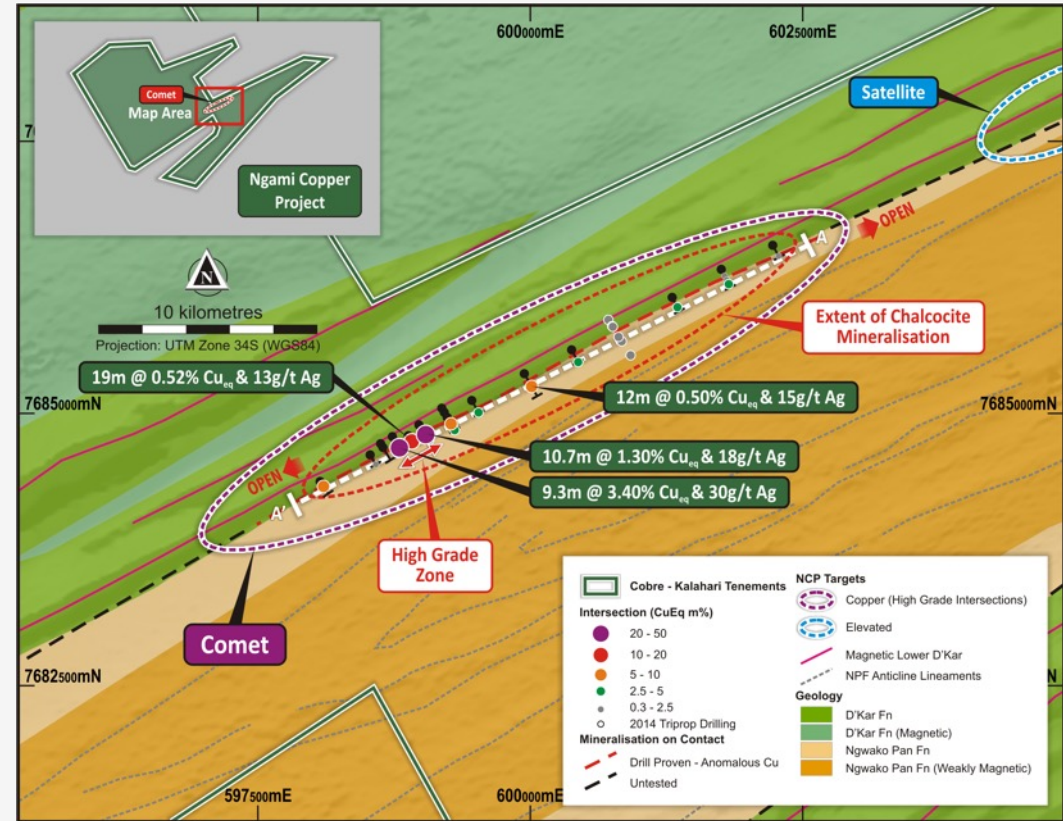 600000mE
602500mE
Comet
Map Area
Ngami Copper
Project
Satellite
N
10 kilometres
Projection: UTM Zone 34S (WGS84)
A
OPEN
Extent of Chalcocite
Mineralisation
19m @ 0.52% Cueq & 13g/t Ag
7685000mN
12m @ 0.50% Cueq & 15g/t Ag
7685000mN
10.7m @ 1.30% Cueq & 18g/t Ag
9.3m @ 3.40% Cueq & 30g/t Ag
OPEN
A'
High Grade
Zone
Comet
7682500mN
597500mE
600000mE
Cobre - Kalahari Tenements
Intersection (CuEq m%)
20 - 50
10 - 20
5 - 10
2.5 - 5
0.3 - 2.5
2014 Triprop Drilling
Mineralisation on Contact
Drill Proven - Anomalous Cu
Untested
NCP Targets
Copper (High Grade Intersections)
Elevated
Magnetic Lower D'Kar
NPF Anticline Lineaments
Geology
D'Kar Fn
D'Kar Fn (Magnetic)
Ngwako Pan Fn
Ngwako Pan Fn (Weakly Magnetic)